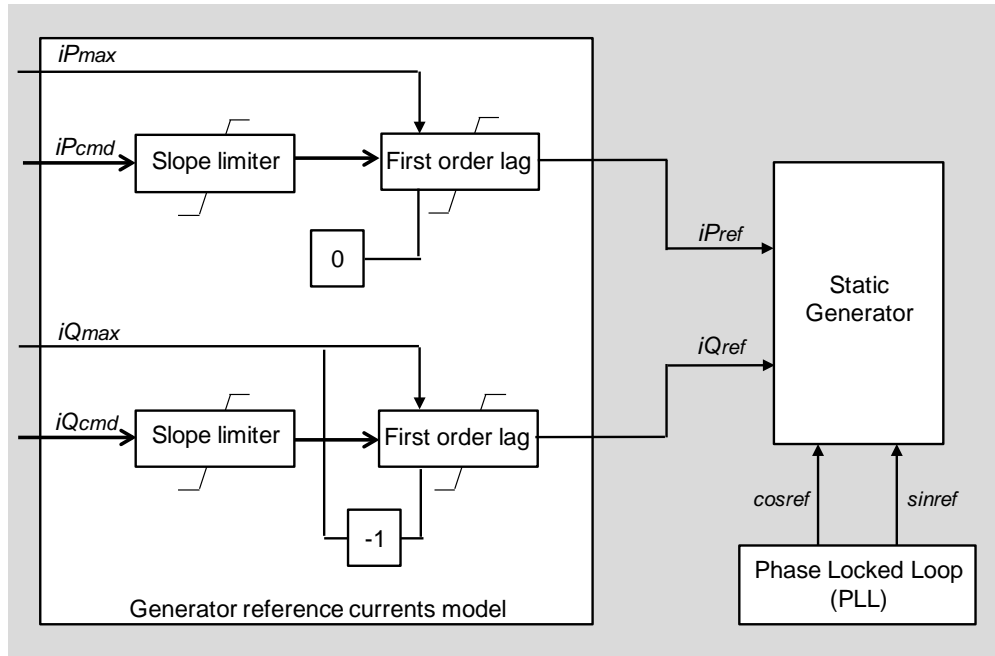 iPmax
iPcmd
Slope limiter
First order lag
0
iPref
Static
Generator
iQmax
iQref
iQcmd
Slope limiter
First order lag
-1
cosref
sinref
Phase Locked Loop
(PLL)
Generator reference currents model